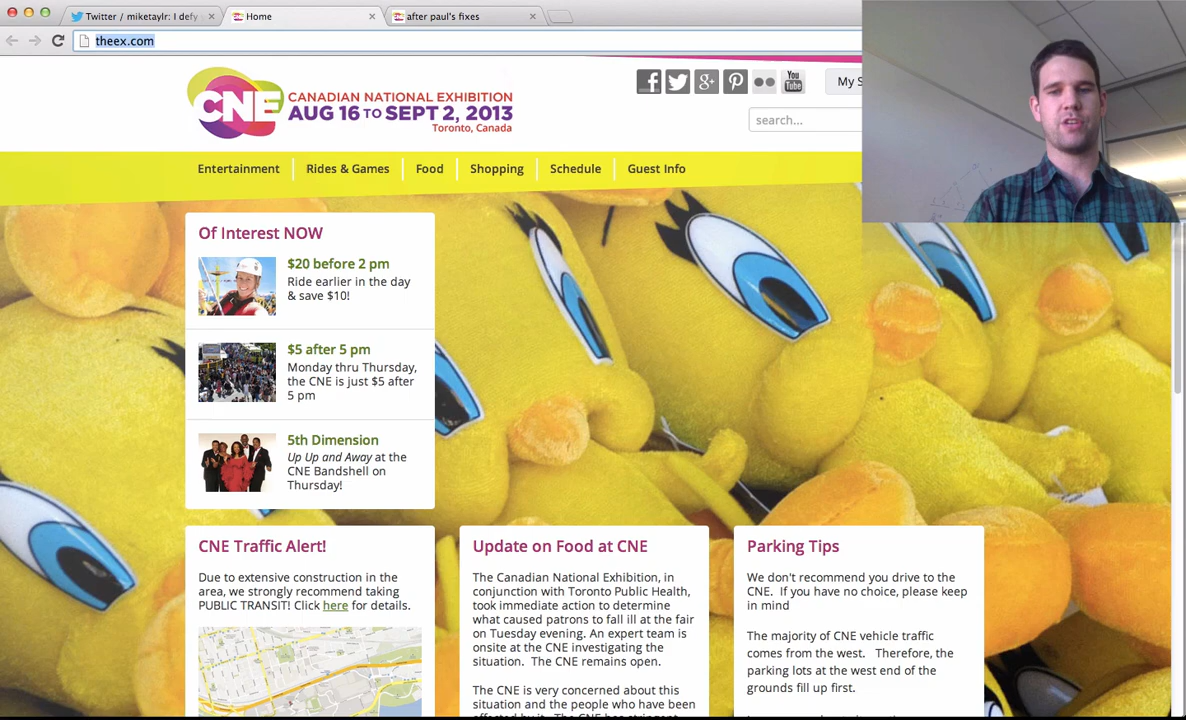 Twitter / miketaylr: I defy
Home
after paul's fixes
theex.com
CNE
CANADIAN NATIONAL EXHIBITION
AUG 16 TO SEPT 2, 2013
Toronto, Canada
You
Tube
My S
search...
Entertainment
Rides & Games
Food
Shopping
Schedule
Guest Info
Of Interest NOW
$20 before 2 pm
Ride earlier in the day
& save $10!
$5 after 5 pm
Monday thru Thursday,
the CNE is just $5 after
5 pm
5th Dimension
Up Up and Away at the
CNE Bandshell on
Thursday!
CNE Traffic Alert!
Due to extensive construction in the
area, we strongly recommend taking
PUBLIC TRANSIT! Click here for details.
Update on Food at CNE
The Canadian National Exhibition, in
conjunction with Toronto Public Health,
took immediate action to determine
what caused patrons to fall ill at the fair
on Tuesday evening. An expert team is
onsite at the CNE investigating the
situation. The CNE remains open.
The CNE is very concerned about this
situation and the people who have been
affected by it. The CNE has stringent
Parking Tips
We don't recommend you drive to the
CNE. If you have no choice, please keep
in mind
The majority of CNE vehicle traffic
comes from the west. Therefore, the
parking lots at the west end of the
grounds fill up first.